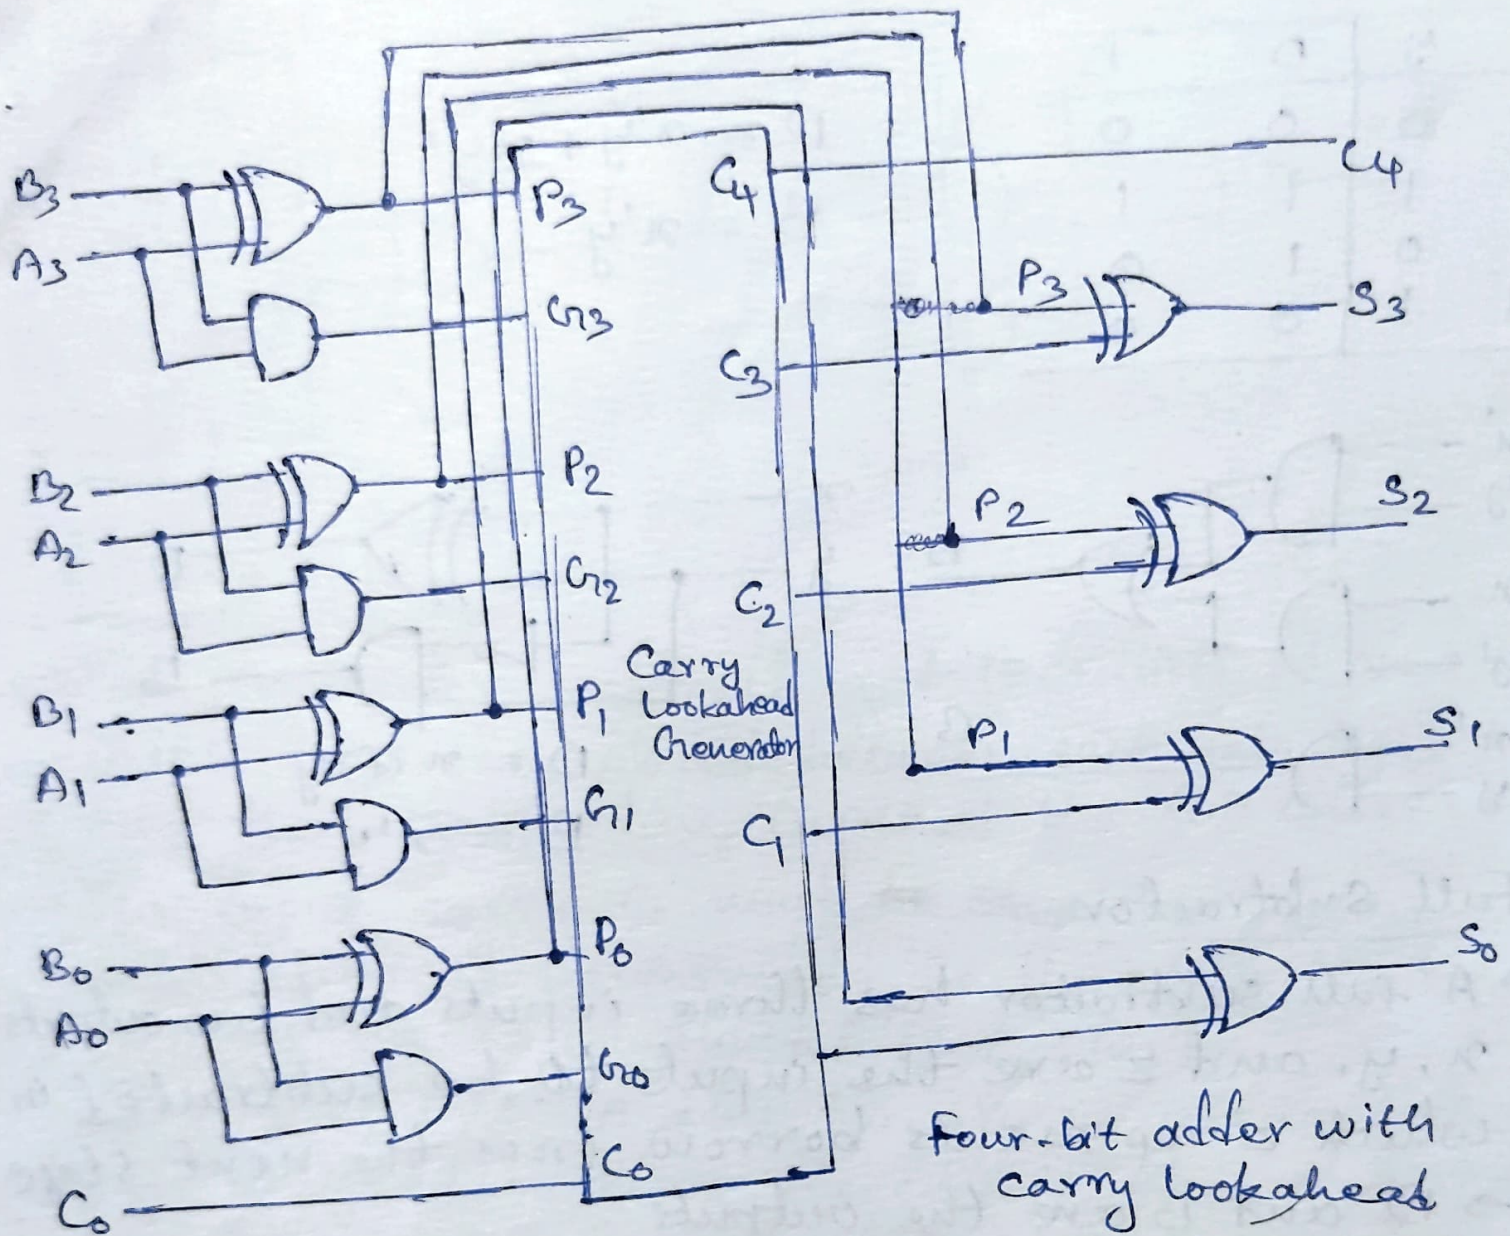 B3
A3
P3
G3
C4
C4
P3
S3
C3
B2
A2
P2
G2
P2
S2
C2
Carry
Lookahead
Generator
B1
A1
P1
G1
P1
S1
C1
B0
A0
P0
G0
S0
C0
C0
Four-bit adder with
carry lookahead